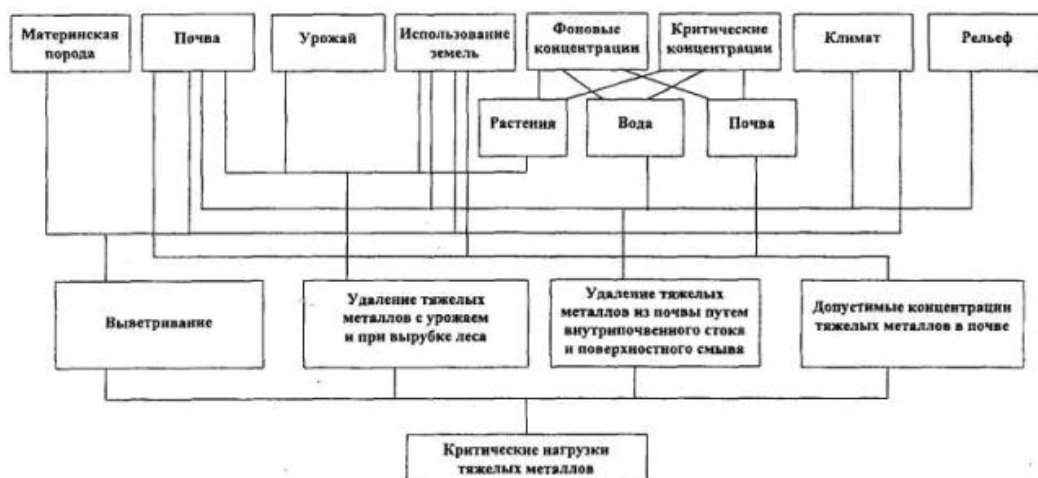 Материнская
порода
Почва
Урожай
Использование
земель
Фоновые
концентрации
Критические
концентрации
Климат
Рельеф
Растения
Вода
Почва
Выветривание
Удаление тяжелых
металлов с урожаем
и при вырубке леса
Удаление тяжелых
металлов из почвы путем
внутрипочвенного стока
и поверхностного смыва
Допустимые концентрации
тяжелых металлов в почве
Критические нагрузки
тяжелых металлов